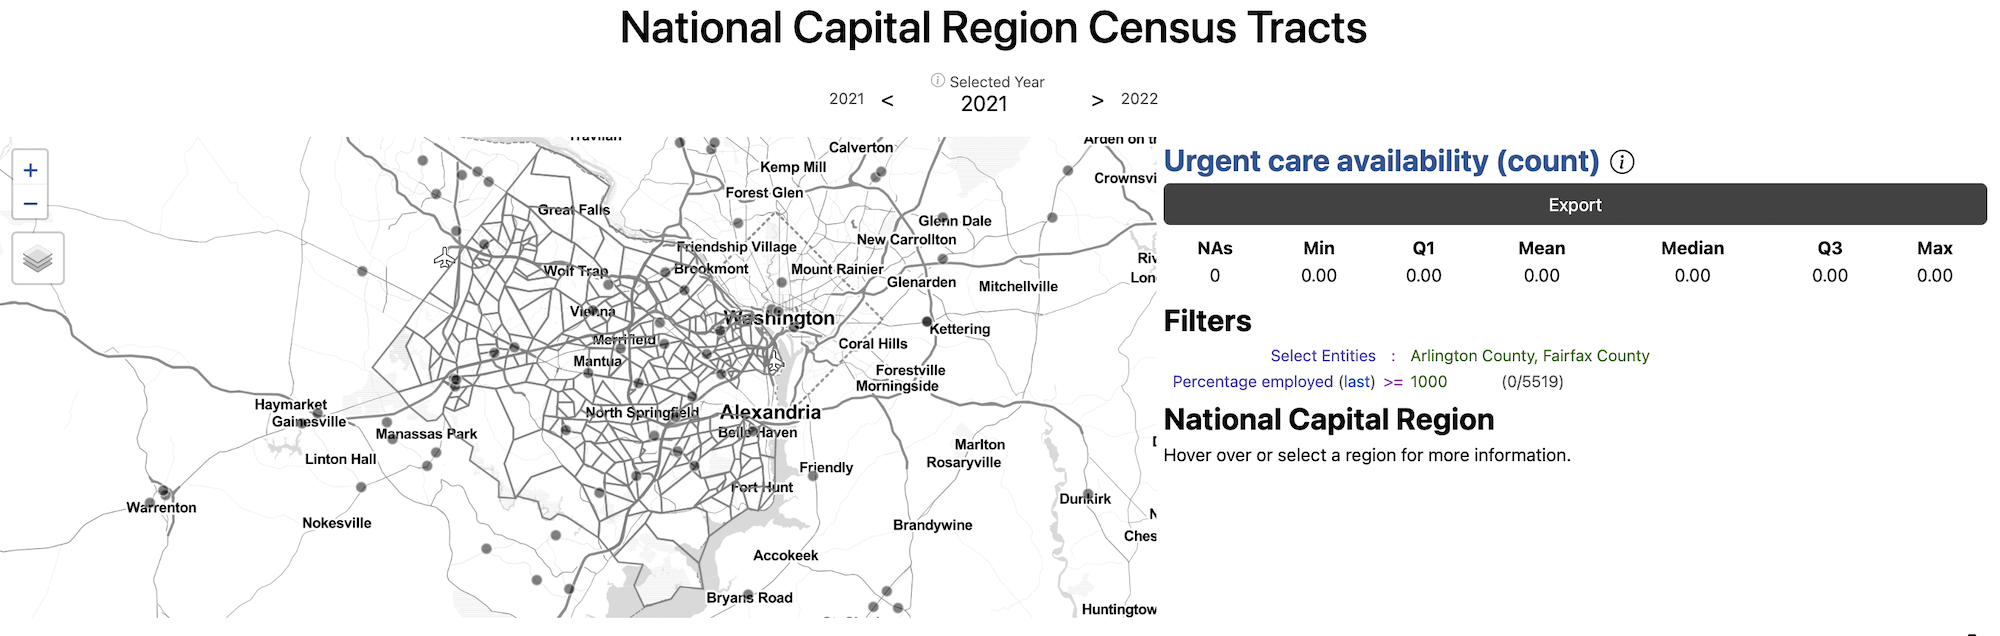 National Capital Region Census Tracts
ⓘ Selected Year
2021 < 2021 > 2022
Urgent care availability (count) ⓘ
Export
NAs Min Q1 Mean Median Q3 Max
0 0.00 0.00 0.00 0.00 0.00 0.00
Filters
Select Entities : Arlington County, Fairfax County
Percentage employed (last) >= 1000 (0/5519)
National Capital Region
Hover over or select a region for more information.
+
−
Calverton
Kemp Mill
Crownsvi
Forest Glen
Great Falls
Glenn Dale
New Carrollton
Friendship Village
Riv
Wolf Trap
Brookmont
Mount Rainier
Lon
Glenarden
Mitchellville
Vienna
Washington
Kettering
Merrifield
Coral Hills
Mantua
Forestville
Morningside
Haymarket
North Springfield
Alexandria
Gainesville
Manassas Park
Belle Haven
Marlton
Linton Hall
Rosaryville
Friendly
Fort Hunt
Dunkirk
Warrenton
Nokesville
Brandywine
Ches
Accokeek
Bryans Road
Huntingtow